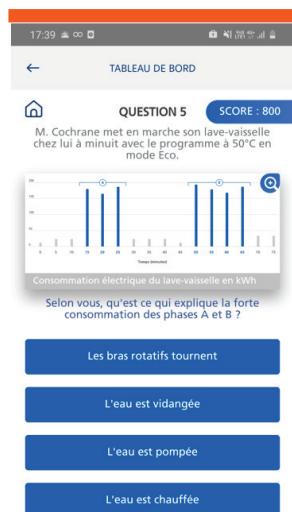 17:39
TABLEAU DE BORD
QUESTION 5
SCORE : 800
M. Cochrane met en marche son lave-vaisselle
chez lui à minuit avec le programme à 50°C en
mode Eco.
A
B
Temps (minutes)
Consommation électrique du lave-vaisselle en kWh
Selon vous, qu'est ce qui explique la forte
consommation des phases A et B ?
Les bras rotatifs tournent
L'eau est vidangée
L'eau est pompée
L'eau est chauffée